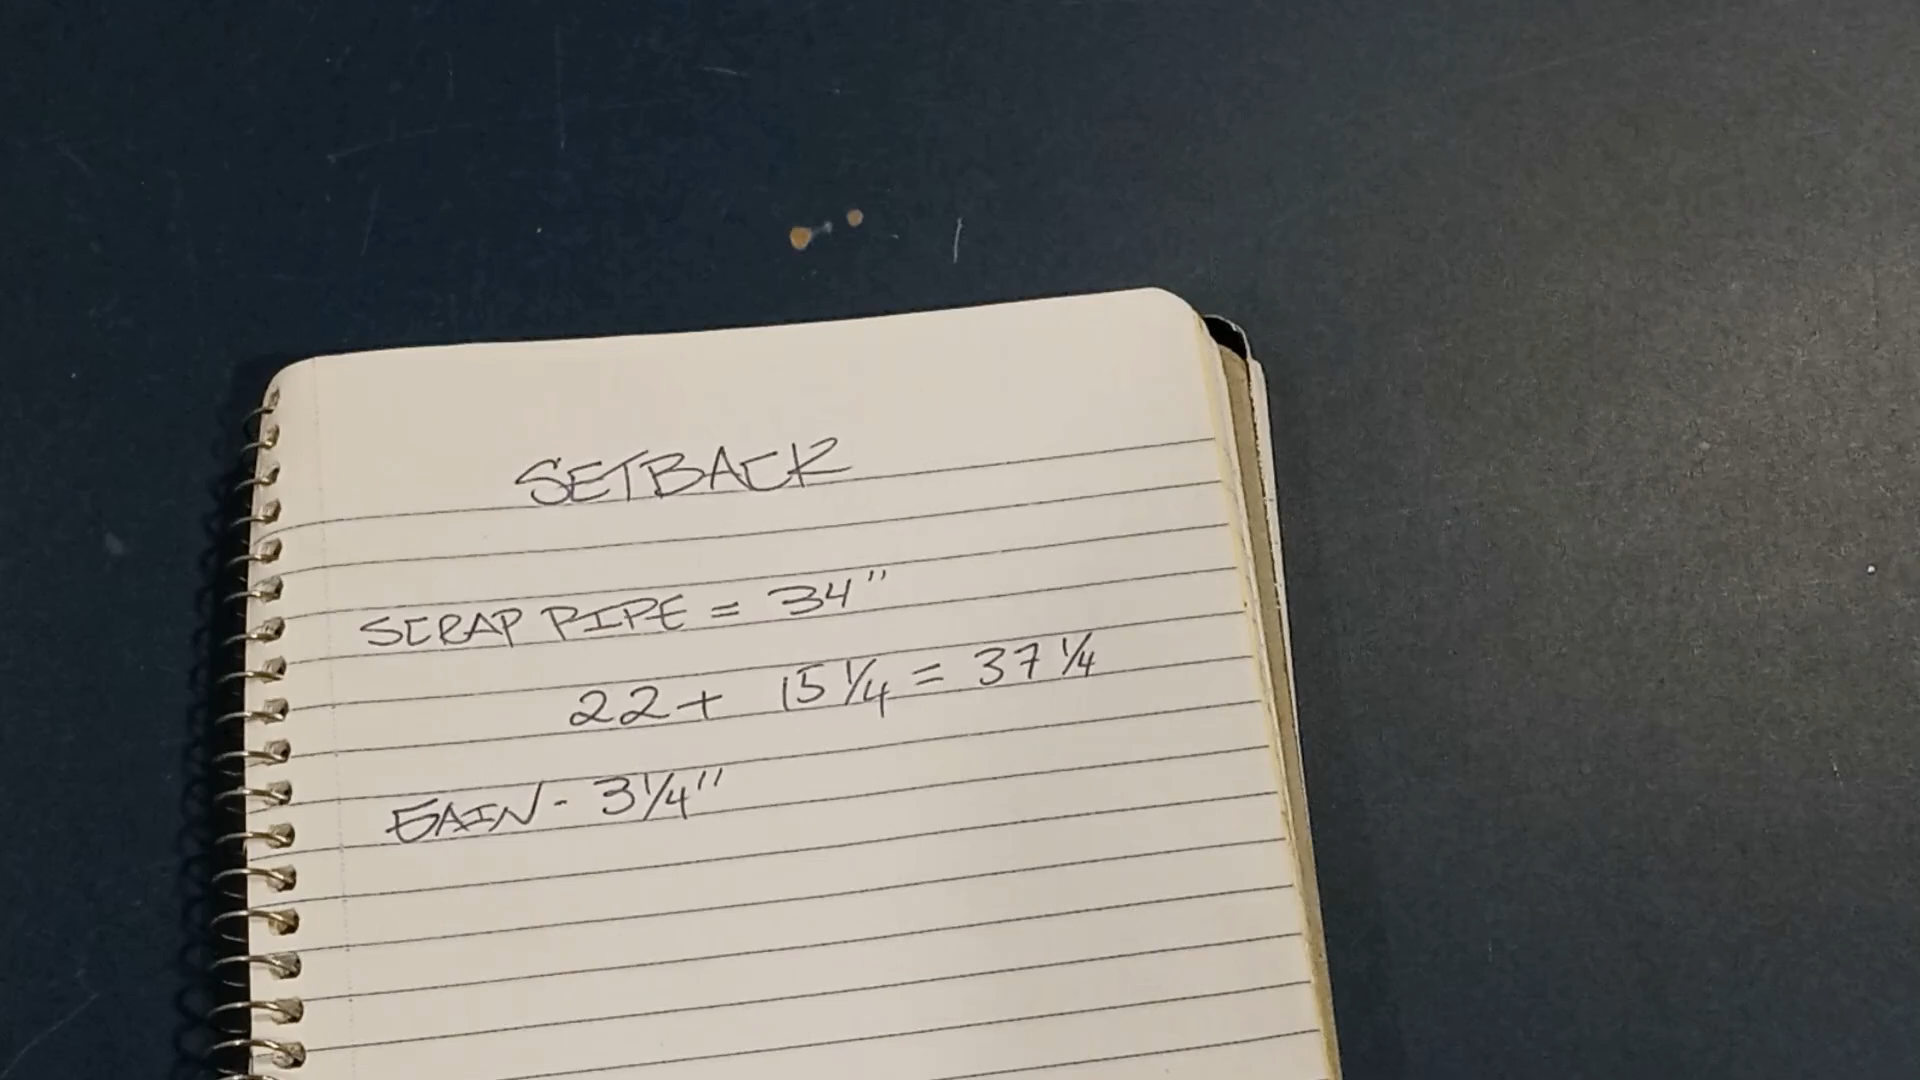 SETBACK
SCRAP PIPE = 34"
22 + 15 1/4 = 37 1/4
GAIN - 3 1/4"